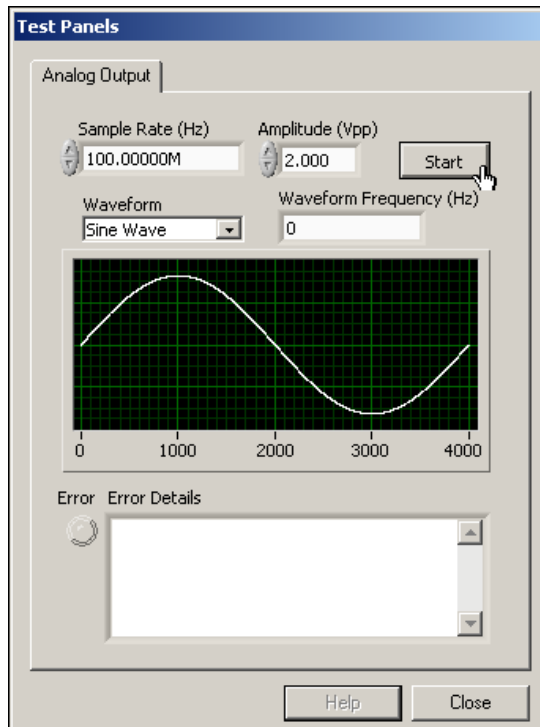 Test Panels
Analog Output
Sample Rate (Hz) Amplitude (Vpp)
100.00000M 2.000 Start
Waveform Waveform Frequency (Hz)
Sine Wave 0
0 1000 2000 3000 4000
Error Error Details
Help Close